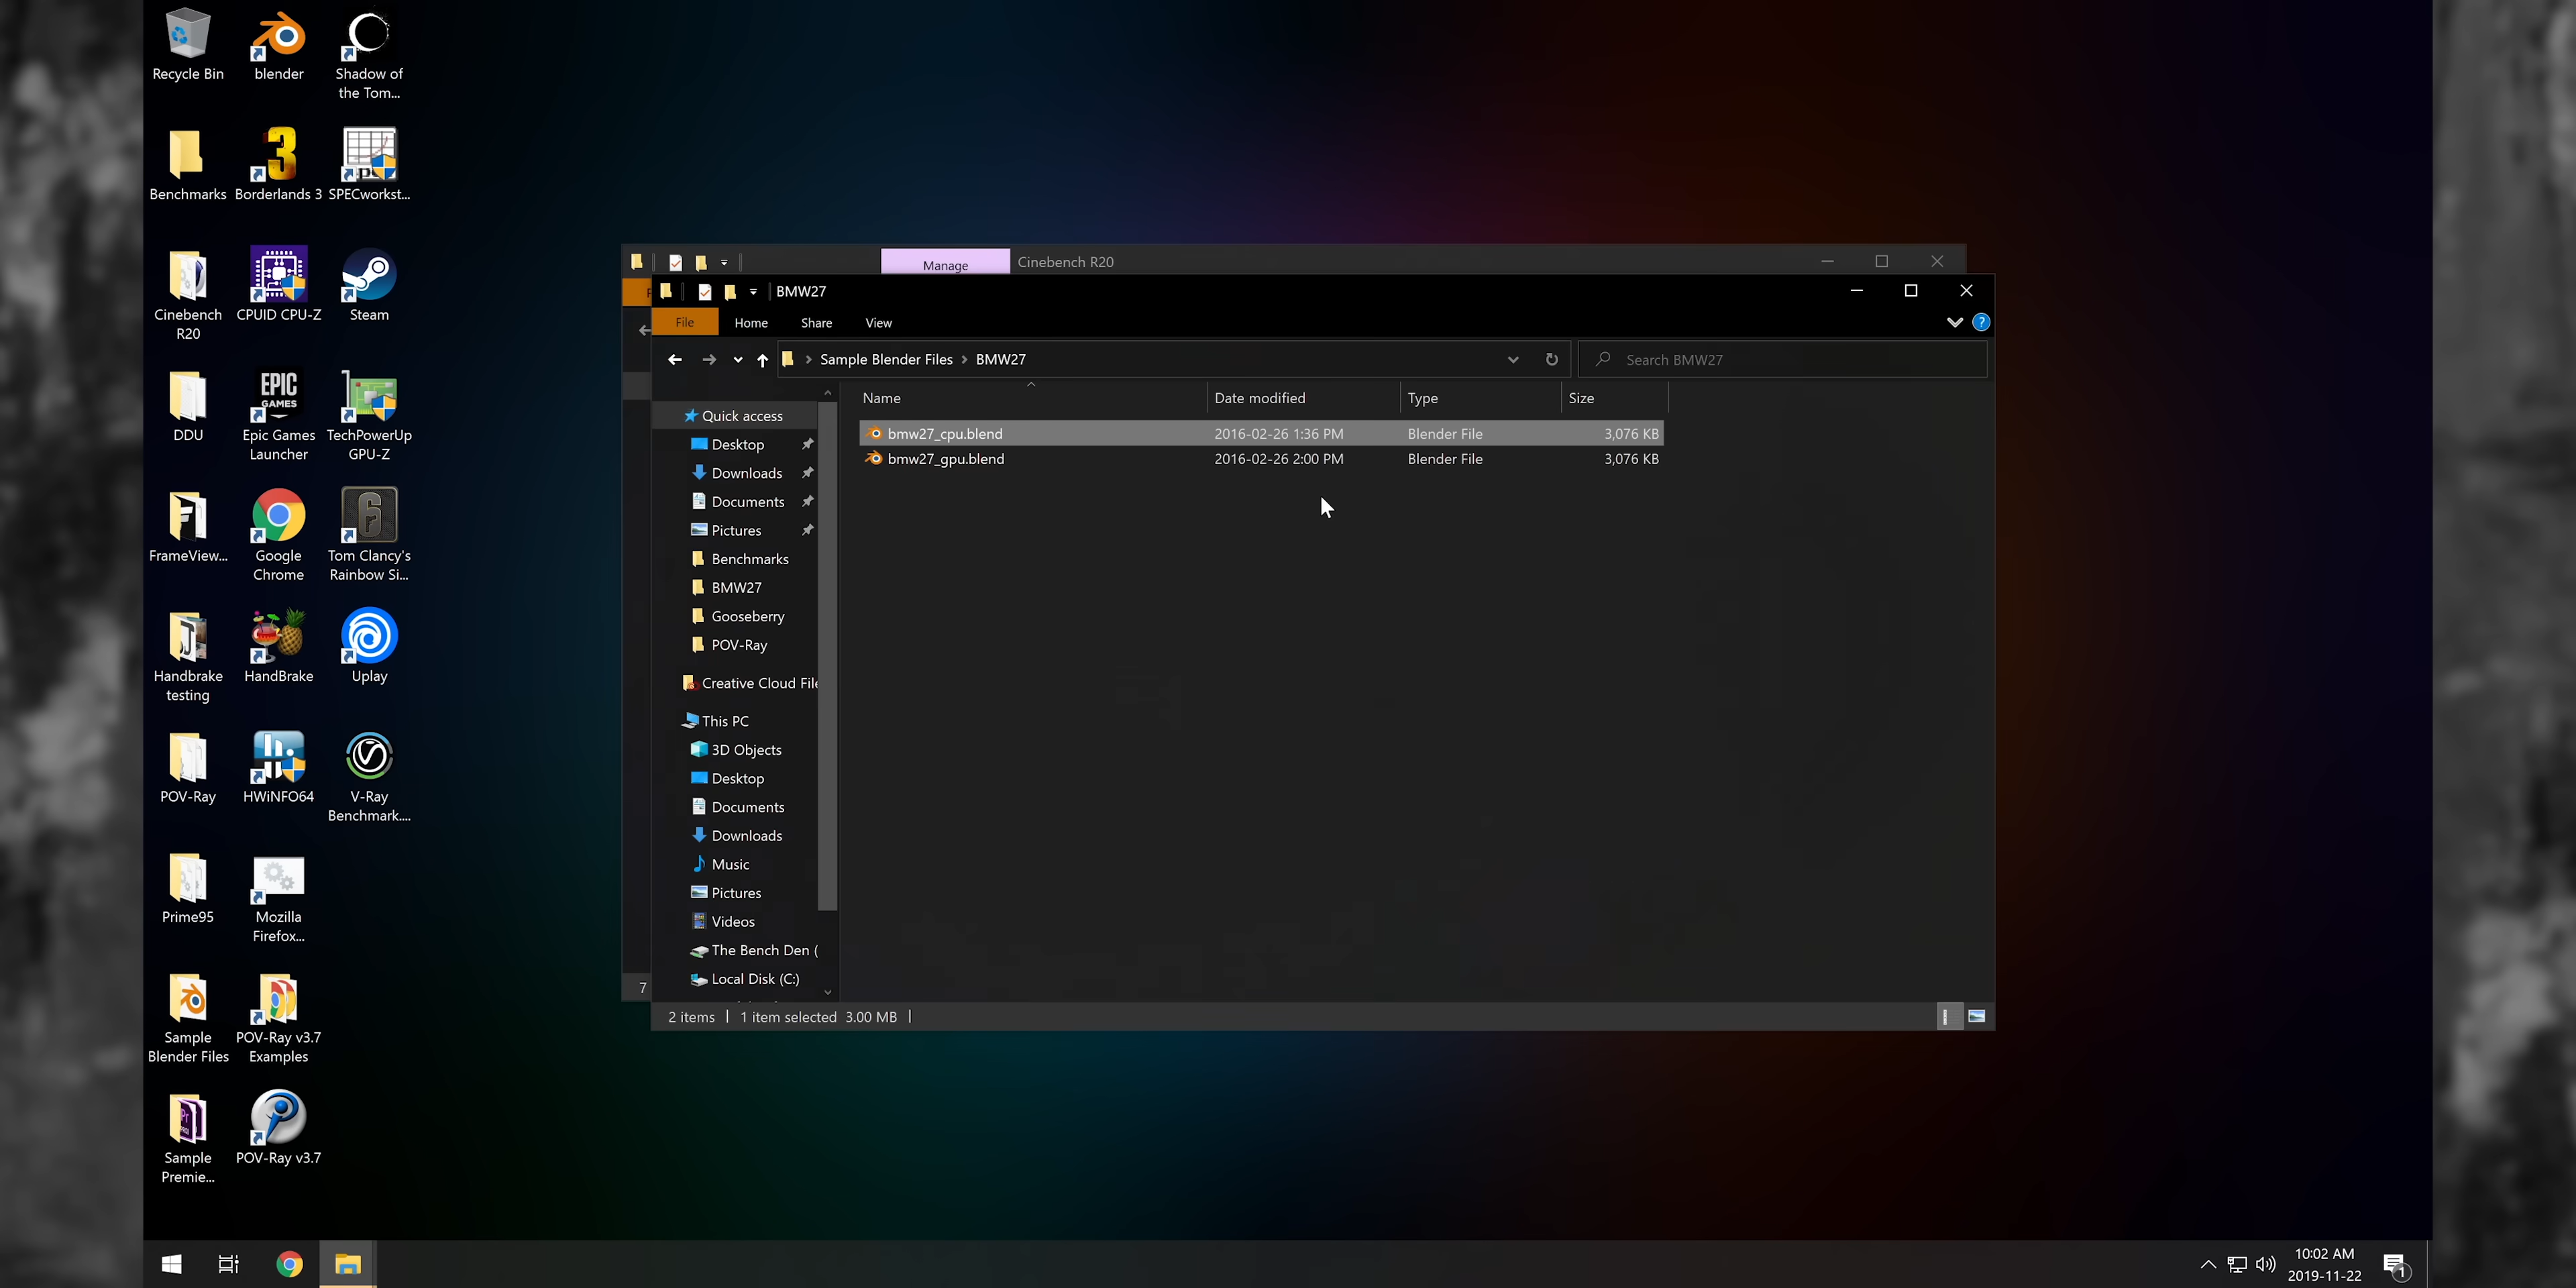 Recycle Bin
blender
Shadow of
the Tom...
Benchmarks
3
Borderlands 3
SPECworkst...
Cinebench
R20
CPUID CPU-Z
Steam
DDU
EPIC
GAMES
Epic Games
Launcher
TechPowerUp
GPU-Z
FrameView...
Google
Chrome
6
Tom Clancy's
Rainbow Si...
Handbrake
testing
HandBrake
Uplay
POV-Ray
HWiNFO64
V-Ray
Benchmark....
Prime95
Mozilla
Firefox...
Sample
Blender Files
POV-Ray v3.7
Examples
Sample
Premie...
POV-Ray v3.7
Manage
Cinebench R20
BMW27
File
Home
Share
View
?
Sample Blender Files > BMW27
Search BMW27
Name
Date modified
Type
Size
bmw27_cpu.blend 2016-02-26 1:36 PM Blender File 3,076 KB
bmw27_gpu.blend 2016-02-26 2:00 PM Blender File 3,076 KB
Quick access
Desktop
Downloads
Documents
Pictures
Benchmarks
BMW27
Gooseberry
POV-Ray
Creative Cloud File
This PC
3D Objects
Desktop
Documents
Downloads
Music
Pictures
Videos
The Bench Den (
Local Disk (C:)
7
2 items | 1 item selected 3.00 MB |
10:02 AM
2019-11-22
1